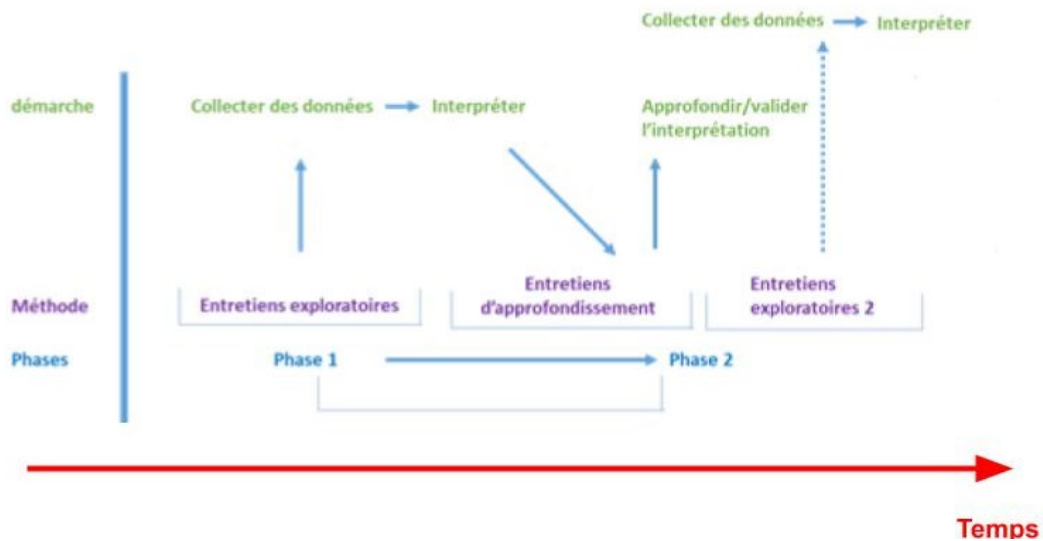 Collecter des données Interpréter
démarche Collecter des données Interpréter Approfondir/valider
l'interprétation
Méthode Entretiens exploratoires
Entretiens
d'approfondissement
Entretiens
exploratoires 2
Phases Phase 1 Phase 2
Temps